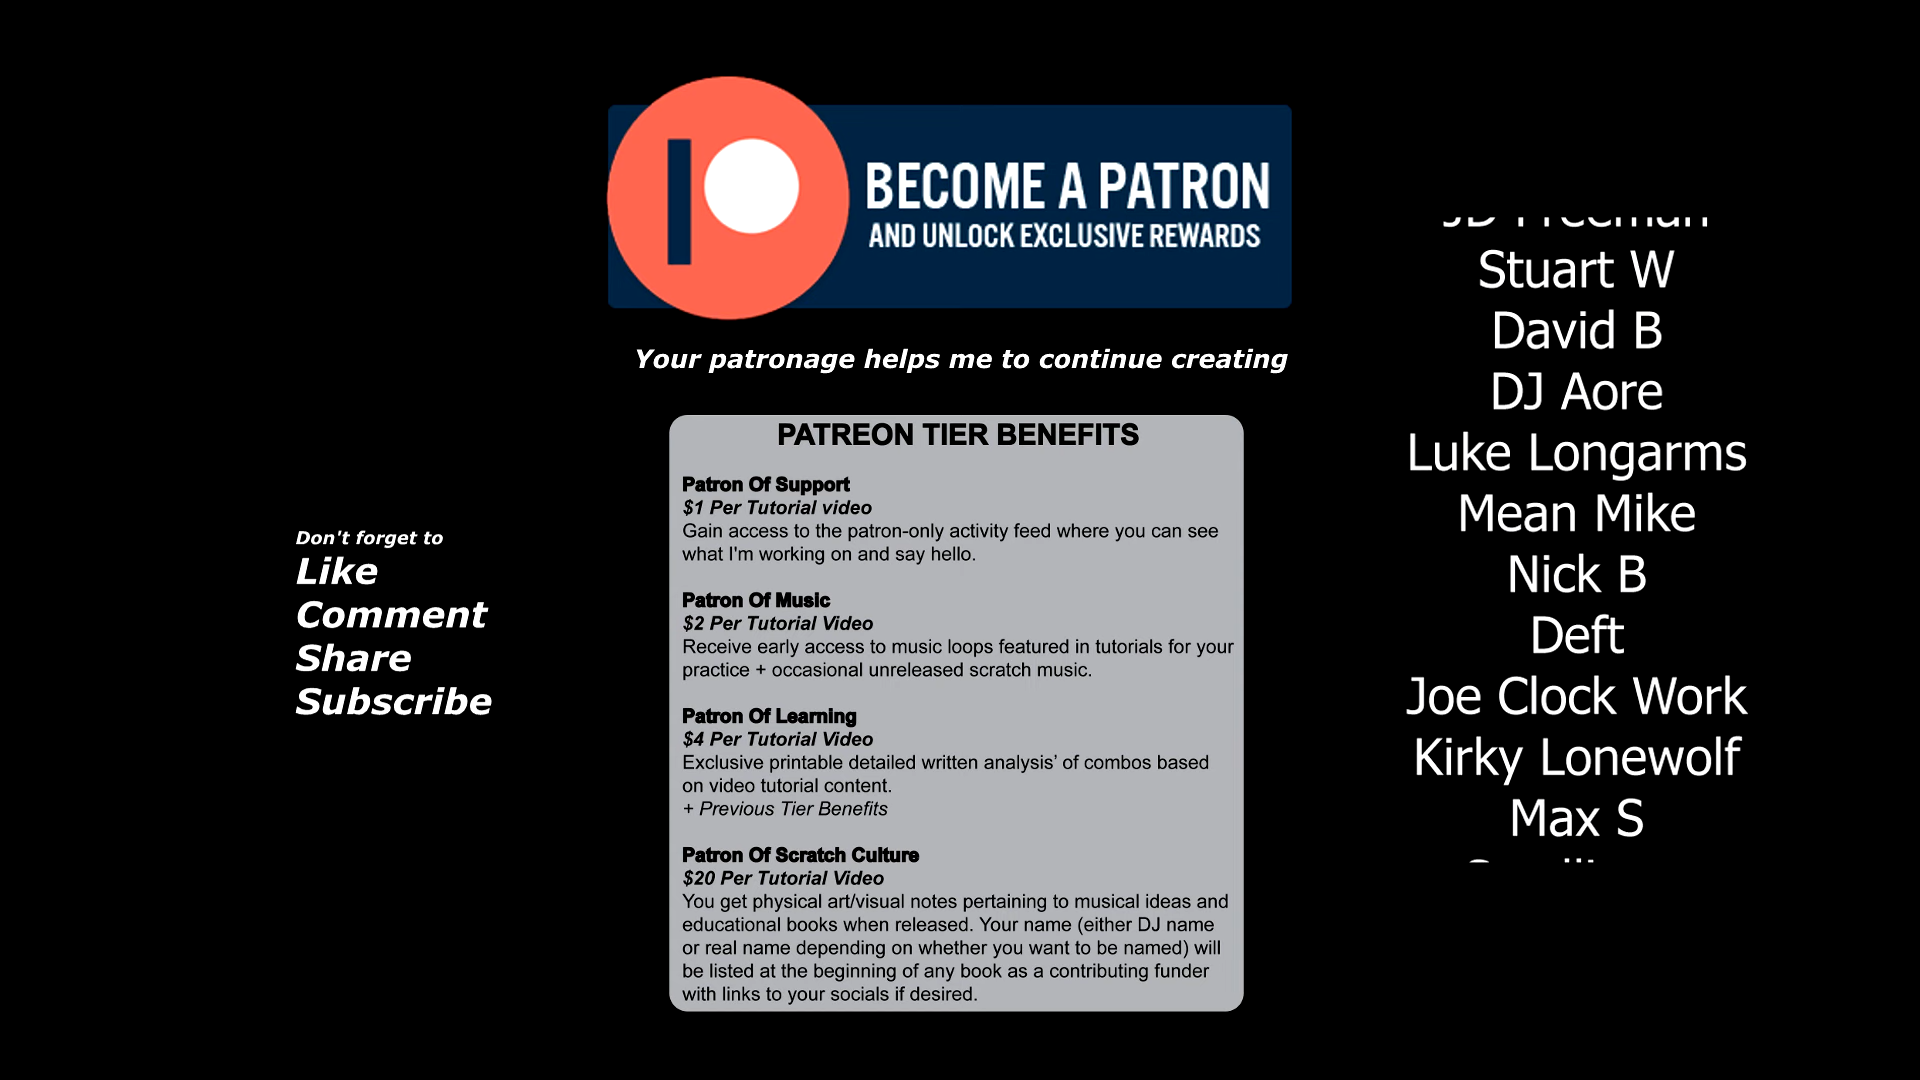 BECOME A PATRON
AND UNLOCK EXCLUSIVE REWARDS
Your patronage helps me to continue creating
Don't forget to
Like
Comment
Share
Subscribe
PATREON TIER BENEFITS
Patron Of Support
$1 Per Tutorial video
Gain access to the patron-only activity feed where you can see
what I'm working on and say hello.
Patron Of Music
$2 Per Tutorial Video
Receive early access to music loops featured in tutorials for your
practice + occasional unreleased scratch music.
Patron Of Learning
$4 Per Tutorial Video
Exclusive printable detailed written analysis’ of combos based
on video tutorial content.
+ Previous Tier Benefits
Patron Of Scratch Culture
$20 Per Tutorial Video
You get physical art/visual notes pertaining to musical ideas and
educational books when released. Your name (either DJ name
or real name depending on whether you want to be named) will
be listed at the beginning of any book as a contributing funder
with links to your socials if desired.
JD Freeman
Stuart W
David B
DJ Aore
Luke Longarms
Mean Mike
Nick B
Deft
Joe Clock Work
Kirky Lonewolf
Max S